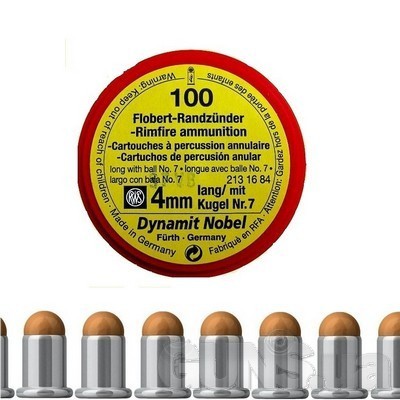 Warning: Keep out of reach of children. • Made in Germany
de la portée des enfants
Fabriqué en RFA • Attention: Gardez hors
100
Flobert-Randzünder
-Rimfire ammunition
-Cartouches à percussion annulaire
-Cartuchos de percusión anular
long with ball No. 7 • longue avec balle No. 7 •
largo con bala No. 7
213 16 84
RWS
4mm lang/mit
Kugel Nr.7
Dynamit Nobel
Fürth - Germany